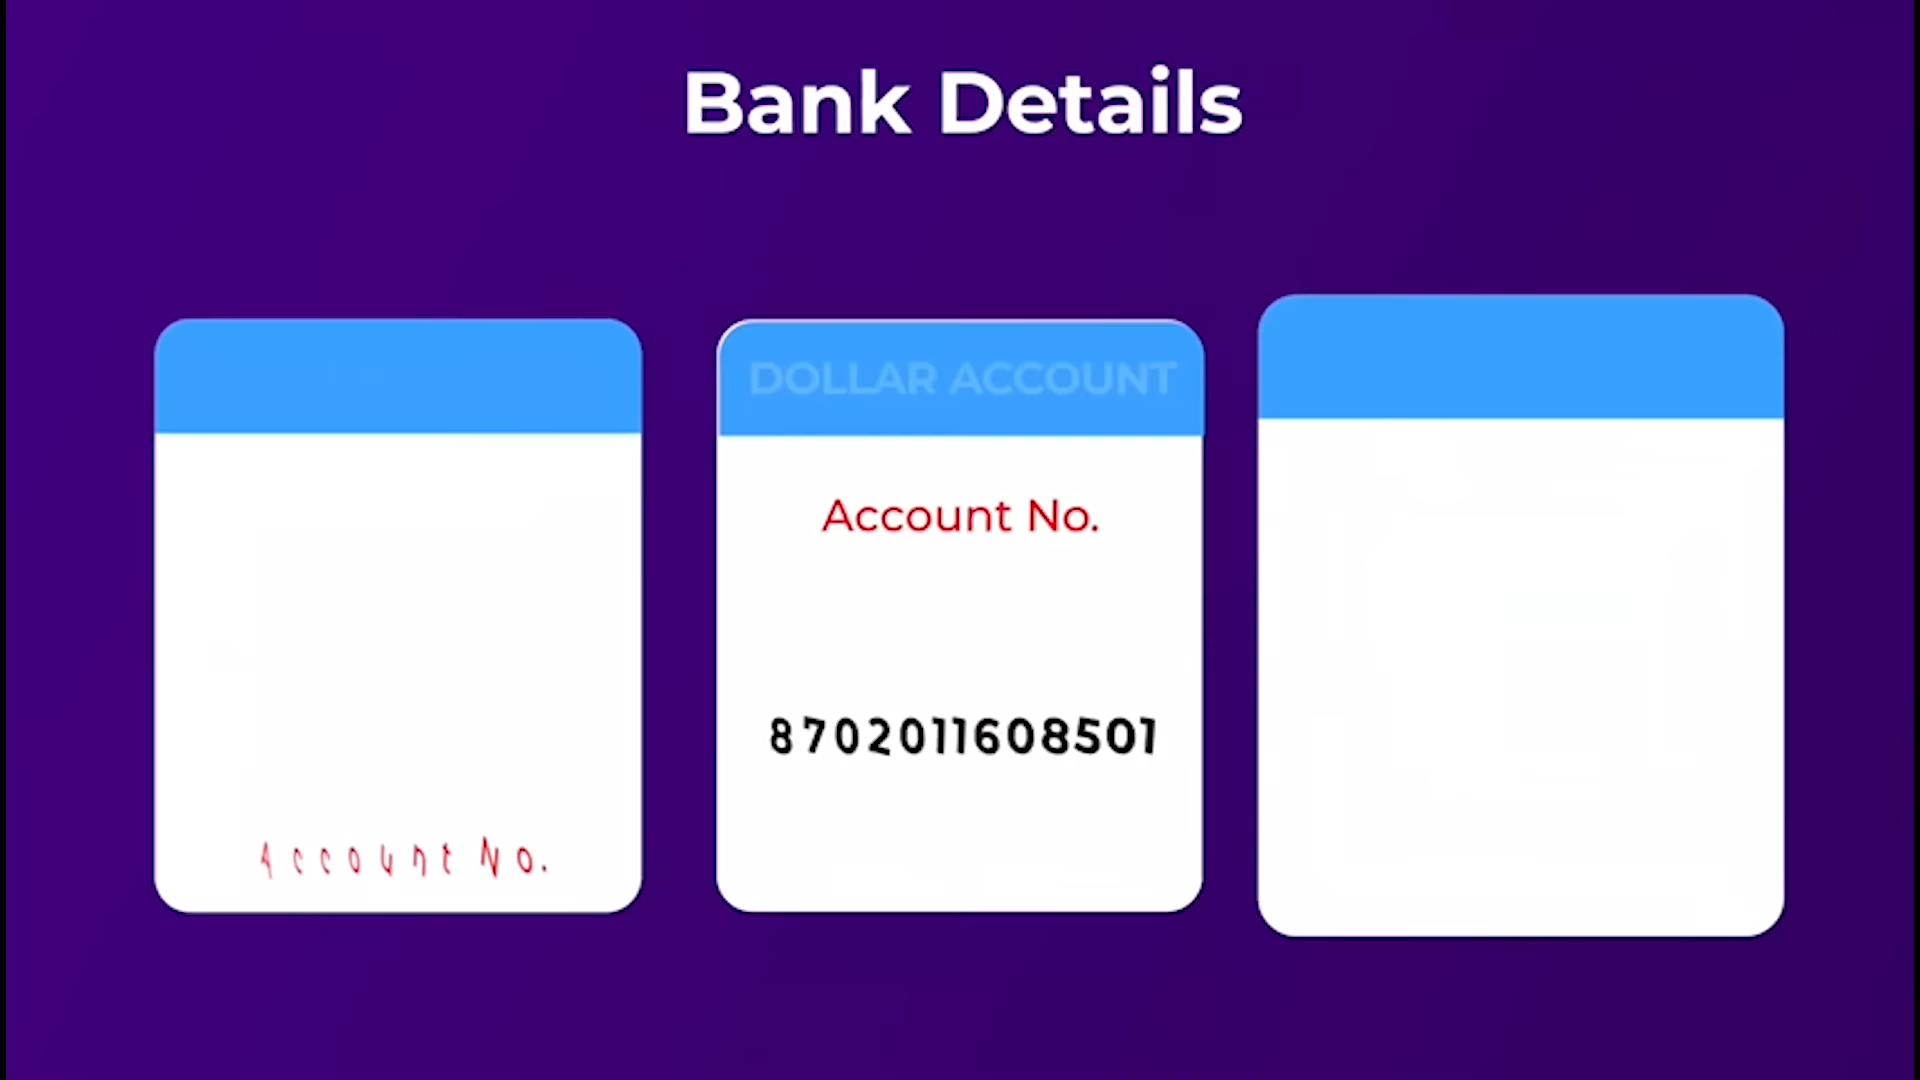 Bank Details
DOLLAR ACCOUNT
Account No.
8702011608501
Account No.